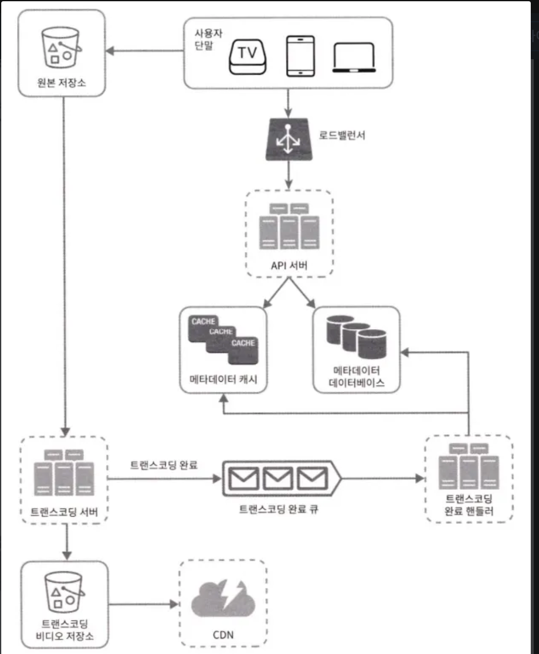 사용자
단말
TV
원본 저장소
로드밸런서
API 서버
CACHE
CACHE
CACHE
메타데이터 캐시
메타데이터
데이터베이스
트랜스코딩 서버
트랜스코딩 완료
트랜스코딩 완료 큐
트랜스코딩
완료 핸들러
트랜스코딩
비디오 저장소
CDN